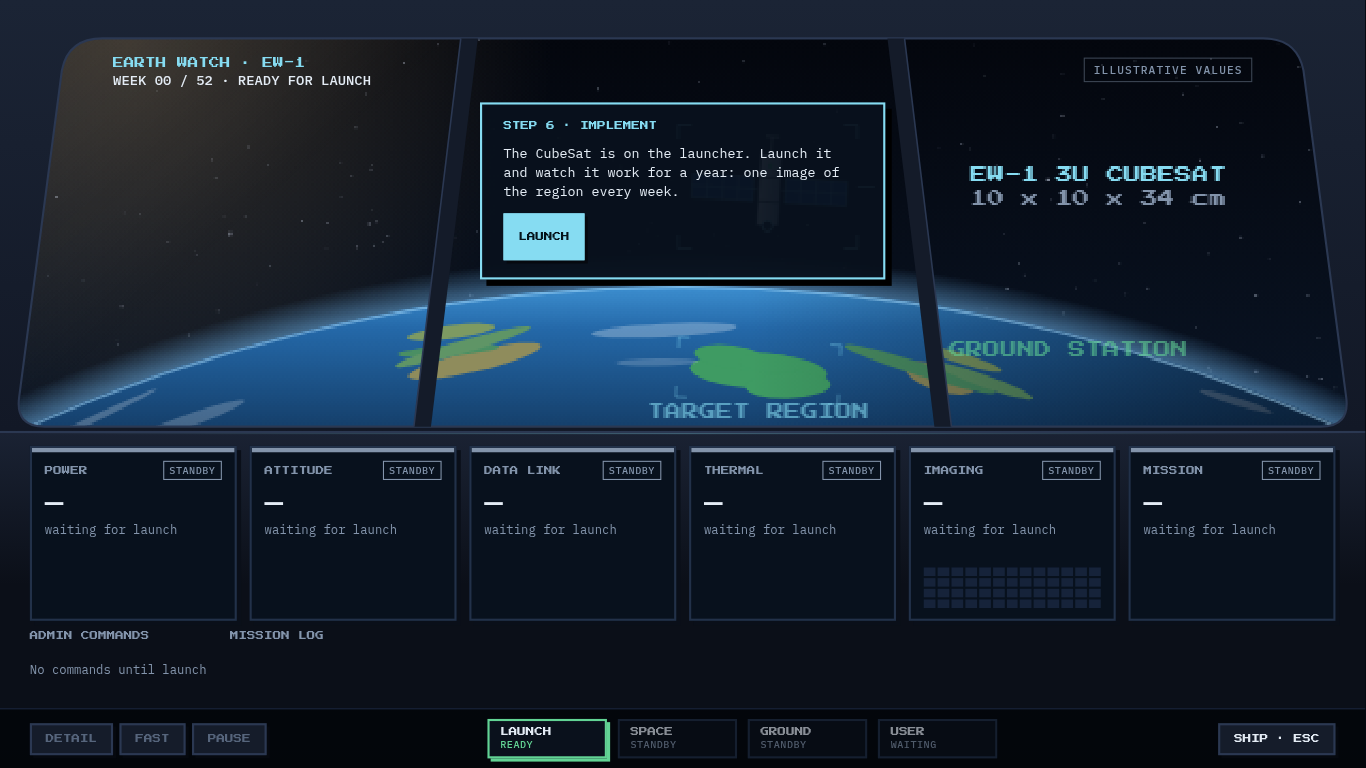 EARTH WATCH · EW-1
WEEK 00 / 52 · READY FOR LAUNCH
ILLUSTRATIVE VALUES
STEP 6 · IMPLEMENT
The CubeSat is on the launcher. Launch it
and watch it work for a year: one image of
the region every week.
LAUNCH
EW-1 3U CUBESAT
10 x 10 x 34 cm
GROUND STATION
TARGET REGION
POWER STANDBY
—
waiting for launch
ATTITUDE STANDBY
—
waiting for launch
DATA LINK STANDBY
—
waiting for launch
THERMAL STANDBY
—
waiting for launch
IMAGING STANDBY
—
waiting for launch
MISSION STANDBY
—
waiting for launch
ADMIN COMMANDS
No commands until launch
MISSION LOG
DETAIL FAST PAUSE
LAUNCH
READY
SPACE
STANDBY
GROUND
STANDBY
USER
WAITING
SHIP · ESC